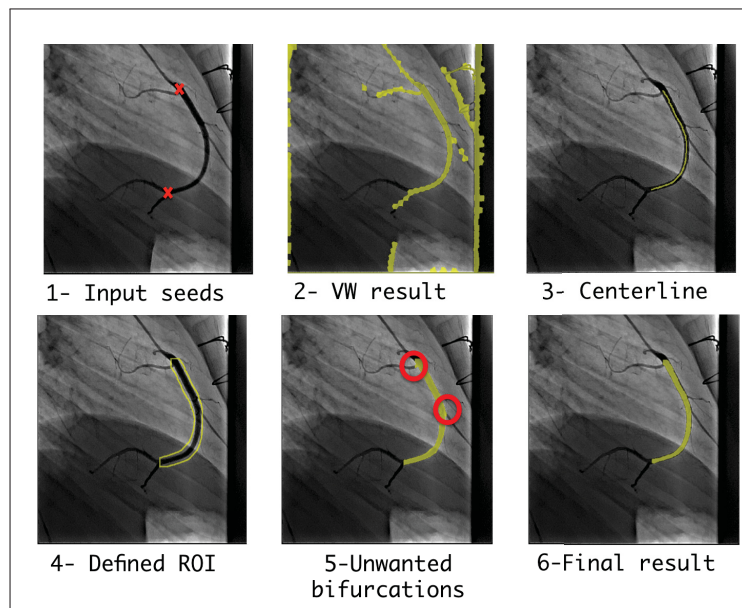 1- Input seeds
2- VW result
3- Centerline
4- Defined ROI
5-Unwanted
bifurcations
6-Final result